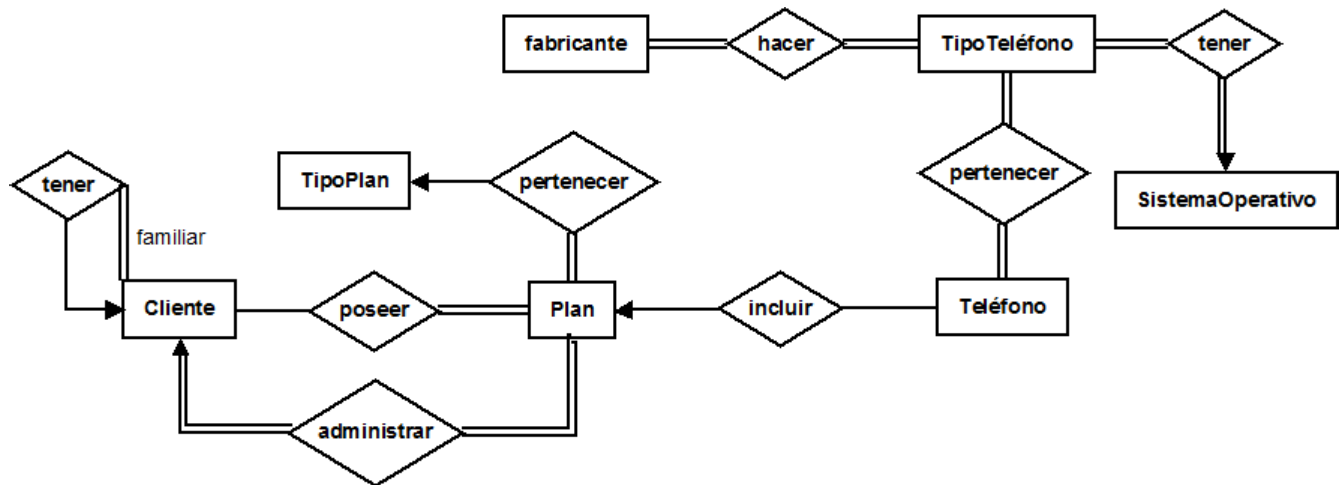 fabricante
hacer
TipoTeléfono
tener
TipoPlan
pertenecer
pertenecer
SistemaOperativo
tener
familiar
Cliente
poseer
Plan
incluir
Teléfono
administrar